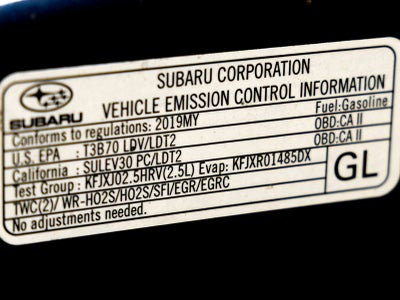 SUBARU CORPORATION
SUBARU
VEHICLE EMISSION CONTROL INFORMATION
Conforms to regulations: 2019MY Fuel:Gasoline
U.S. EPA : T3B70 LDV/LDT2 OBD:CA II
California : SULEV30 PC/LDT2 OBD:CA II
Test Group : KFJXJ02.5HRV(2.5L) Evap: KFJXR01485DX
TWC(2)/ WR-HO2S/HO2S/SFI/EGR/EGRC
No adjustments needed.
GL